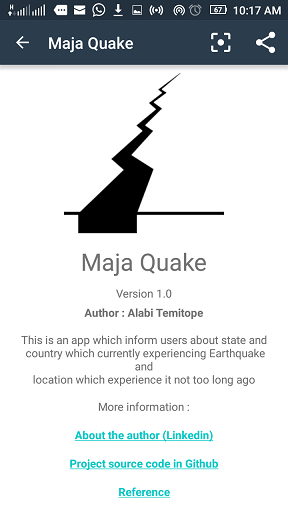 H
67
10:17 AM
Maja Quake
Maja Quake
Version 1.0
Author : Alabi Temitope
This is an app which inform users about state and
country which currently experiencing Earthquake
and
location which experience it not too long ago
More information :
About the author (Linkedin)
Project source code in Github
Reference